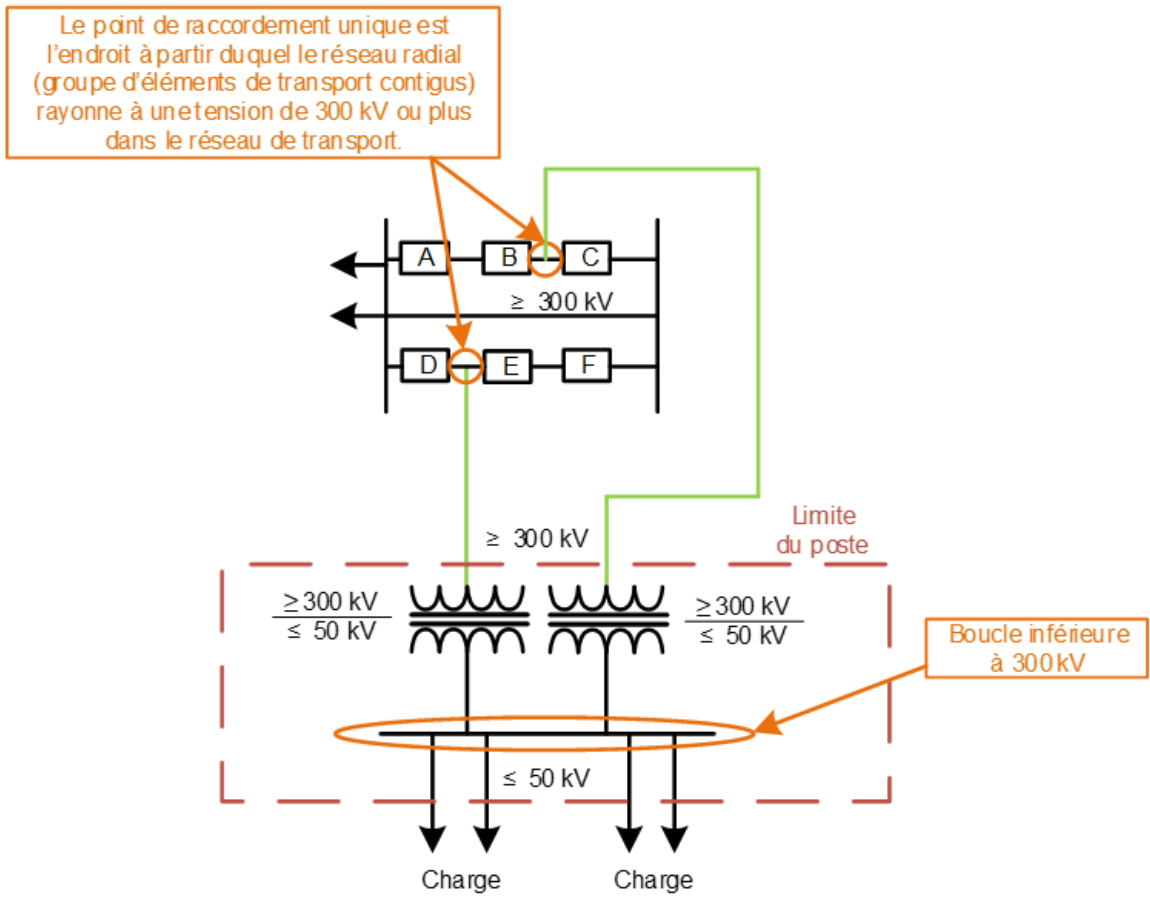 Le point de raccordement unique est
l'endroit à partir duquel le réseau radial
(groupe d'éléments de transport contigus)
rayonne à une tension de 300 kV ou plus
dans le réseau de transport.
A
B
C
≥ 300 kV
D
E
F
≥ 300 kV
Limite
du poste
≥ 300 kV
≤ 50 kV
≥ 300 kV
≤ 50 kV
Boucle inférieure
à 300 kV
≤ 50 kV
Charge
Charge